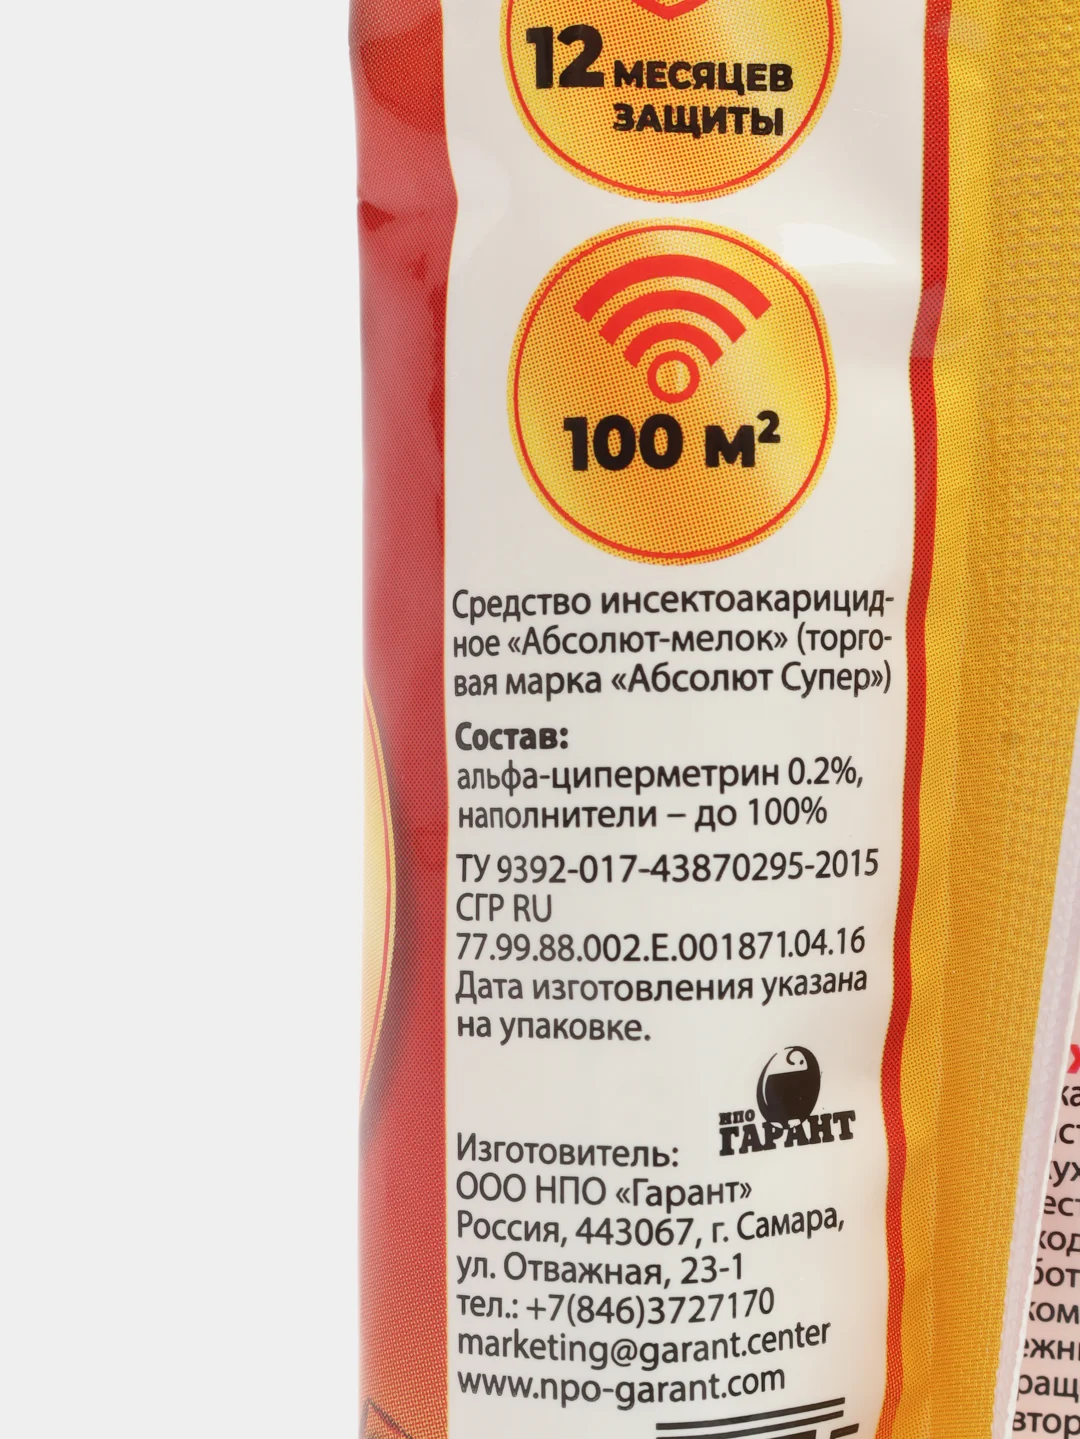 12 МЕСЯЦЕВ
ЗАЩИТЫ
100 м²
Средство инсектоакарицид-
ное «Абсолют-мелок» (торго-
вая марка «Абсолют Супер»)
Состав:
альфа-циперметрин 0.2%,
наполнители – до 100%
ТУ 9392-017-43870295-2015
СГР RU
77.99.88.002.Е.001871.04.16
Дата изготовления указана
на упаковке.
НПО
ГАРАНТ
Изготовитель:
ООО НПО «Гарант»
Россия, 443067, г. Самара,
ул. Отважная, 23-1
тел.: +7(846)3727170
marketing@garant.center
www.npo-garant.com